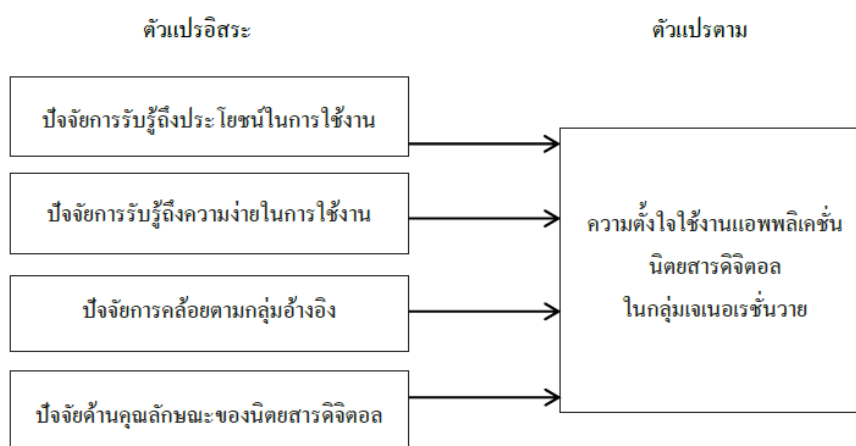 ตัวแปรอิสระ
ตัวแปรตาม
ปัจจัยการรับรู้ถึงประโยชน์ในการใช้งาน
ปัจจัยการรับรู้ถึงความง่ายในการใช้งาน
ปัจจัยการคล้อยตามกลุ่มอ้างอิง
ปัจจัยด้านคุณลักษณะของนิตยสารดิจิตอล
ความตั้งใจใช้งานแอพพลิเคชั่น
นิตยสารดิจิตอล
ในกลุ่มเจเนอเรชั่นวาย